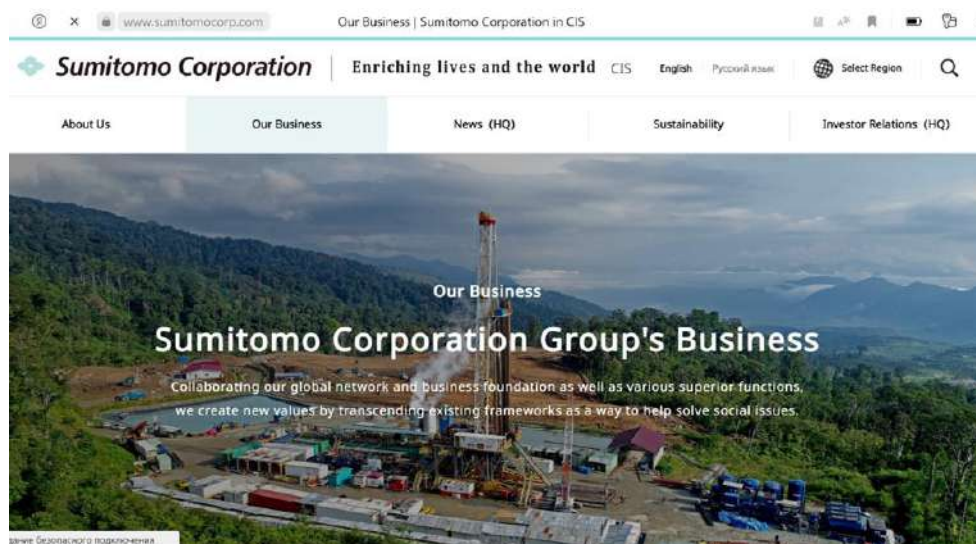 www.sumitomocorp.com Our Business | Sumitomo Corporation in CIS
Sumitomo Corporation Enriching lives and the world CIS English Русский язык Select Region
About Us Our Business News (HQ) Sustainability Investor Relations (HQ)
Our Business
Sumitomo Corporation Group's Business
Collaborating our global network and business foundation as well as various superior functions,
we create new values by transcending existing frameworks as a way to help solve social issues.
безопасного подключения